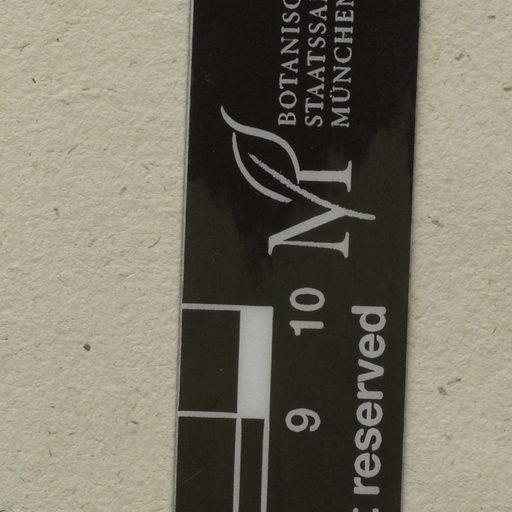 BOTANISC
STAATSSA
MÜNCHEN
M
9 10
t reserved